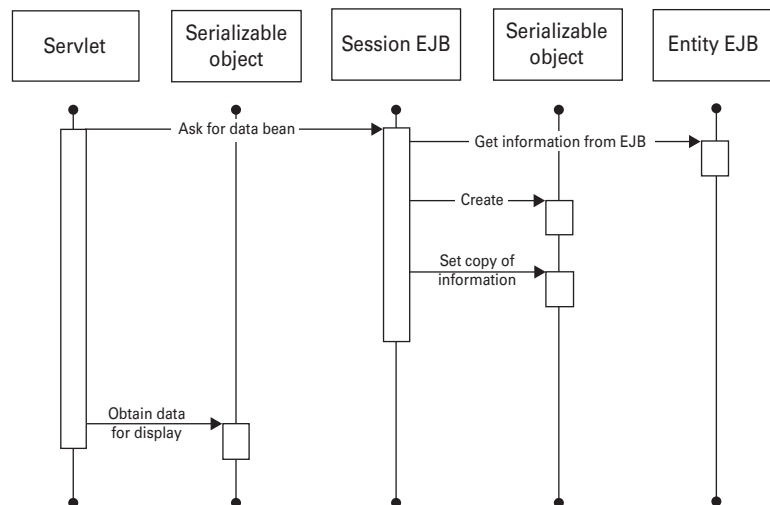 Servlet
Serializable
object
Session EJB
Serializable
object
Entity EJB
Ask for data bean
Get information from EJB
Create
Set copy of
information
Obtain data
for display